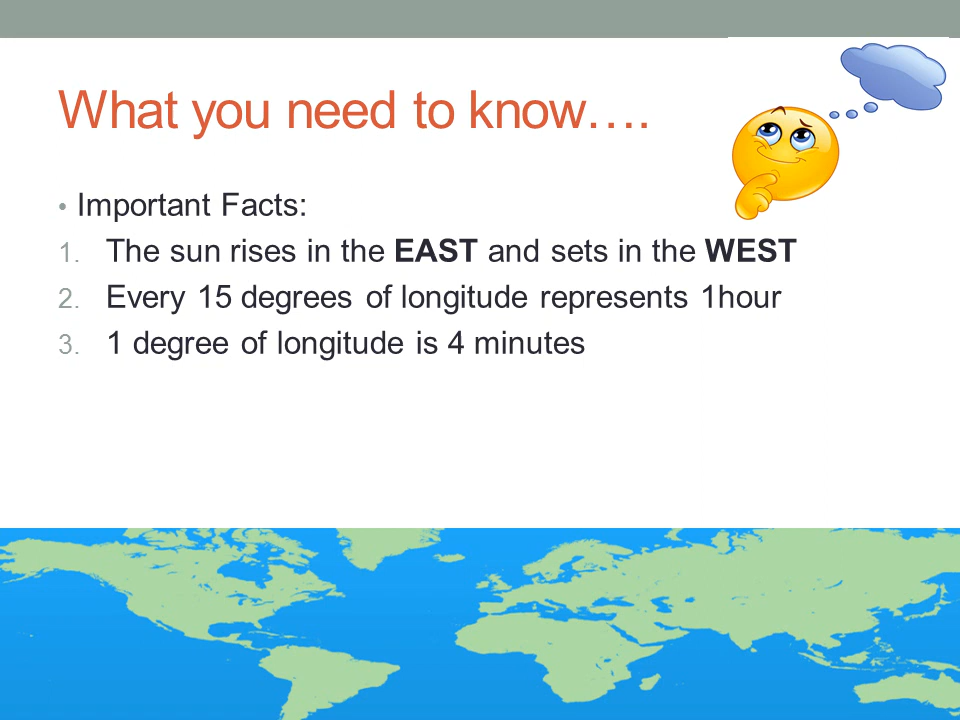 What you need to know….
• Important Facts:
1. The sun rises in the EAST and sets in the WEST
2. Every 15 degrees of longitude represents 1hour
3. 1 degree of longitude is 4 minutes